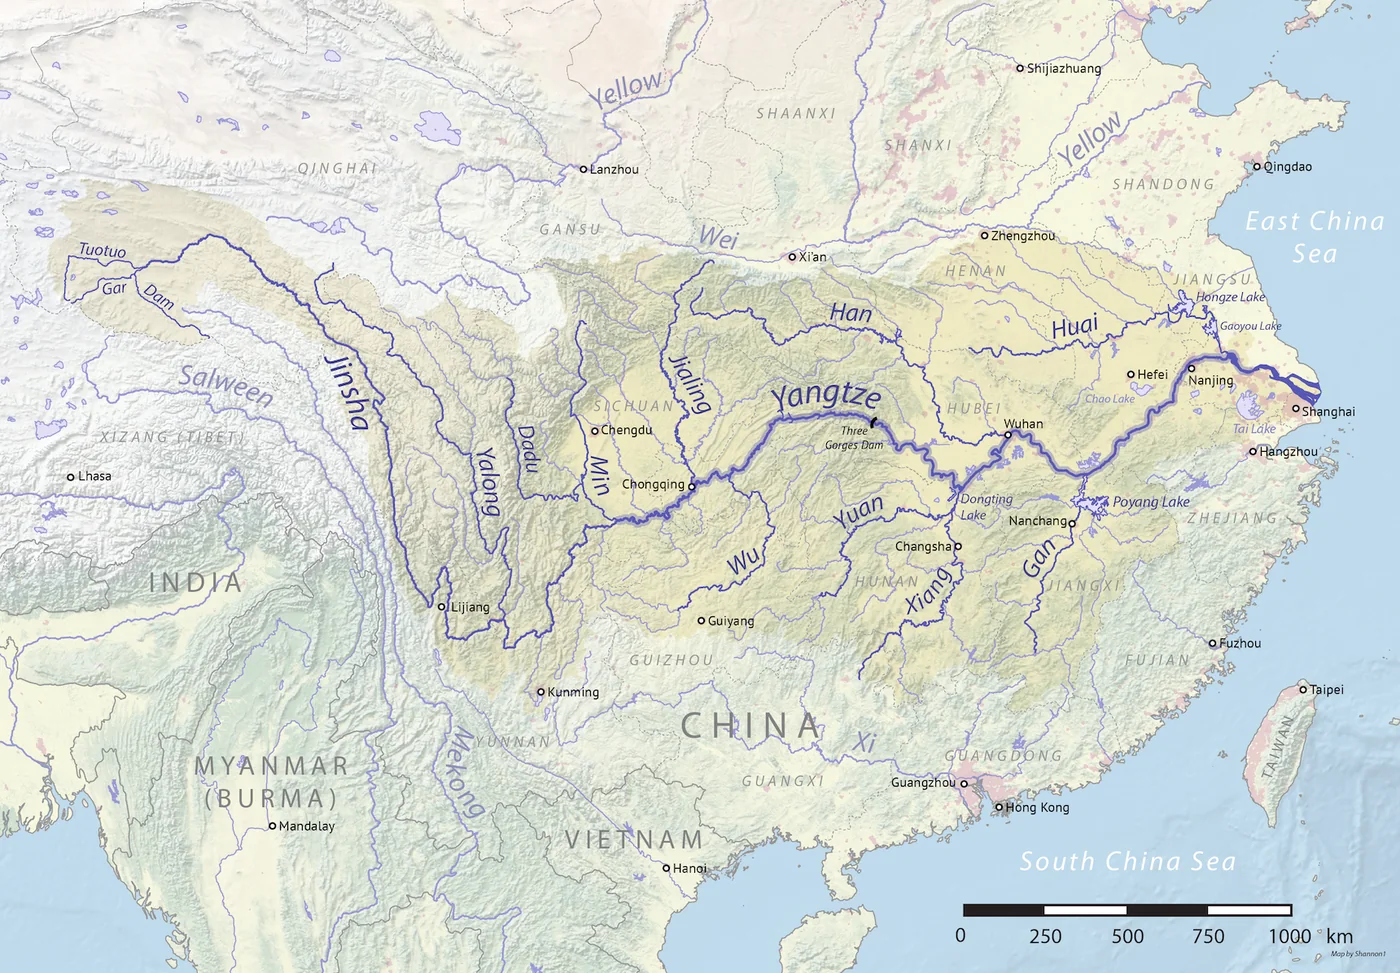 Shijiazhuang
Yellow
SHAANXI
SHANXI
Yellow
QINGHAI
Lanzhou
Qingdao
SHANDONG
East China
Sea
GANSU
Wei
Zhengzhou
Xi'an
Tuotuo
Gar
Dam
HENAN
JIANGSU
Hongze Lake
Gaoyou Lake
Han
Huai
Jinsha
Salween
Jialing
Yangtze
Hefei
Nanjing
Chao Lake
Shanghai
Tai Lake
SICHUAN
HUBEI
Chengdu
Three
Gorges Dam
Wuhan
XIZANG (TIBET)
Dadu
Hangzhou
Lhasa
Yalong
Min
Chongqing
Dongting
Lake
Poyang Lake
Yuan
Nanchang
ZHEJIANG
Changsha
Wu
Gan
INDIA
HUNAN
Xiang
JIANGXI
Lijiang
Guiyang
Fuzhou
GUIZHOU
FUJIAN
Kunming
Taipei
CHINA
TAIWAN
YUNNAN
Mekong
Xi
GUANGDONG
MYANMAR
(BURMA)
GUANGXI
Guangzhou
Hong Kong
Mandalay
VIETNAM
Hanoi
South China Sea
0 250 500 750 1000 km
Map by Shannon1